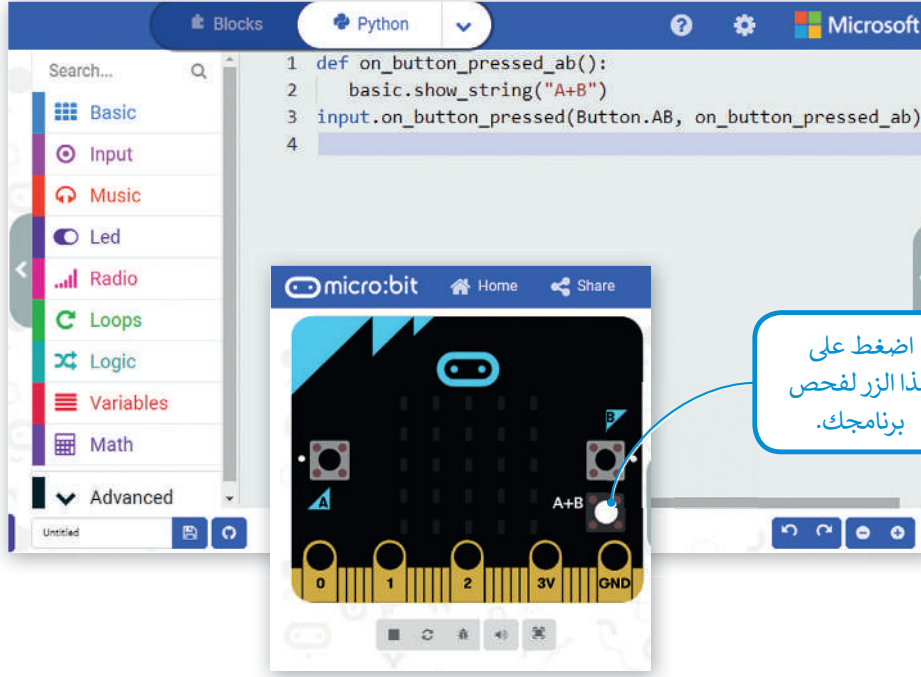 Blocks
Python
Microsoft
Search...
Basic
Input
Music
Led
Radio
Loops
Logic
Variables
Math
Advanced
Untitled
1 def on_button_pressed_ab():
2 basic.show_string("A+B")
3 input.on_button_pressed(Button.AB, on_button_pressed_ab)
4
micro:bit Home Share
B
A
A+B
0 1 2 3V GND
اضغط على
الزر لفحص
برنامجك.